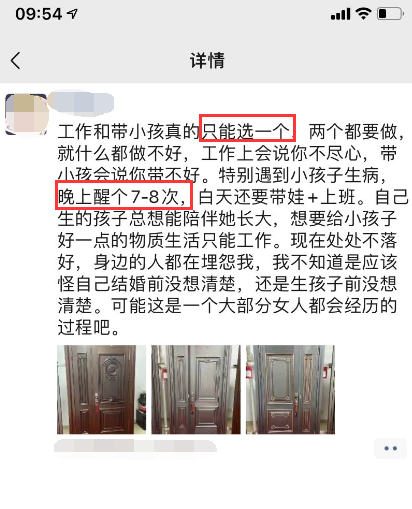 09:54
详情
工作和带小孩真的只能选一个，两个都要做，
就什么都做不好，工作上会说你不尽心，带
小孩会说你带不好。特别遇到小孩子生病，
晚上醒个7-8次，白天还要带娃+上班。自己
生的孩子总想能陪伴她长大，想要给小孩子
好一点的物质生活只能工作。现在处处不落
好，身边的人都在埋怨我，我不知道是应该
怪自己结婚前没想清楚，还是生孩子前没想
清楚。可能这是一个大部分女人都会经历的
过程吧。